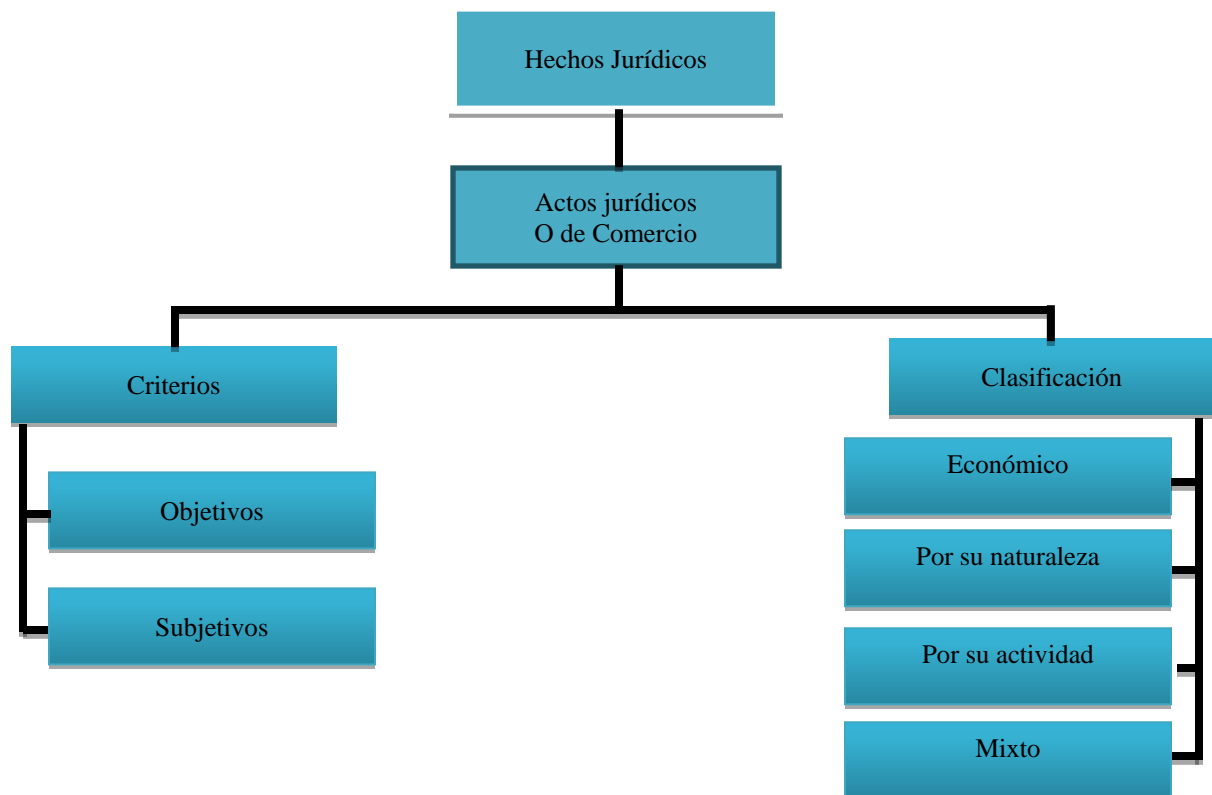 Hechos Jurídicos
Actos jurídicos
O de Comercio
Criterios
Objetivos
Subjetivos
Clasificación
Económico
Por su naturaleza
Por su actividad
Mixto